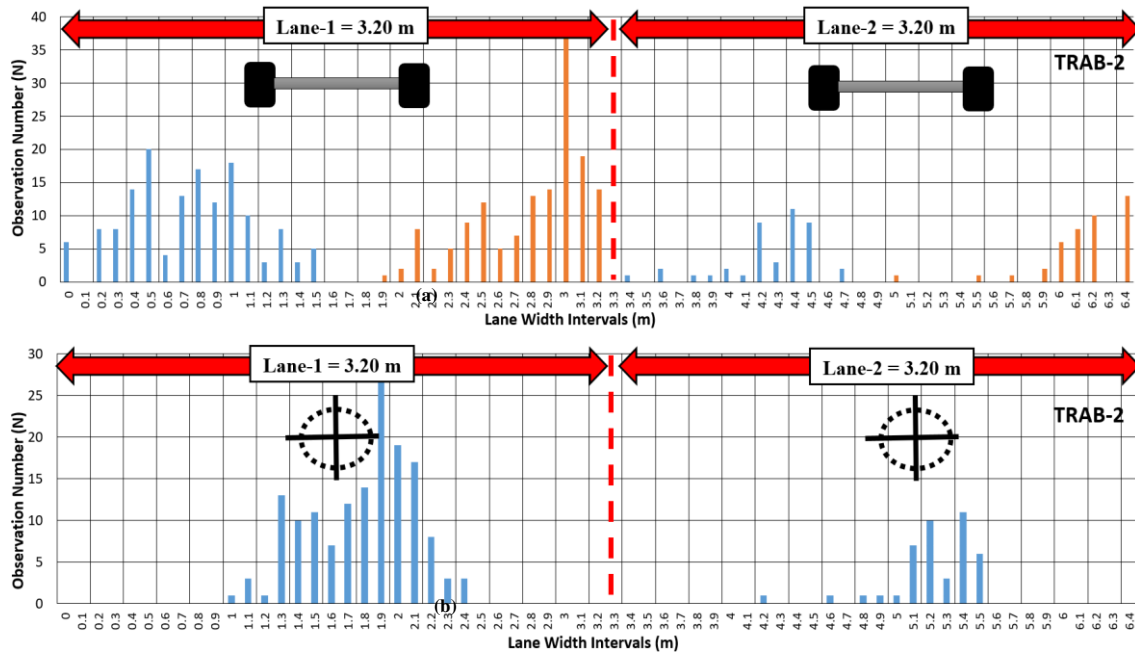 40
35
30
25
20
15
10
5
0
Observation Number (N)
Lane-1 = 3.20 m
Lane-2 = 3.20 m
TRAB-2
0 0.1 0.2 0.3 0.4 0.5 0.6 0.7 0.8 0.9 1 1.1 1.2 1.3 1.4 1.5 1.6 1.7 1.8 1.9 2 2.1 2.2 2.3 2.4 2.5 2.6 2.7 2.8 2.9 3 3.1 3.2 3.3 3.4 3.5 3.6 3.7 3.8 3.9 4 4.1 4.2 4.3 4.4 4.5 4.6 4.7 4.8 4.9 5 5.1 5.2 5.3 5.4 5.5 5.6 5.7 5.8 5.9 6 6.1 6.2 6.3 6.4
(a)
Lane Width Intervals (m)
30
25
20
15
10
5
0
Observation Number (N)
Lane-1 = 3.20 m
Lane-2 = 3.20 m
TRAB-2
0 0.1 0.2 0.3 0.4 0.5 0.6 0.7 0.8 0.9 1 1.1 1.2 1.3 1.4 1.5 1.6 1.7 1.8 1.9 2 2.1 2.2 2.3 2.4 2.5 2.6 2.7 2.8 2.9 3 3.1 3.2 3.3 3.4 3.5 3.6 3.7 3.8 3.9 4 4.1 4.2 4.3 4.4 4.5 4.6 4.7 4.8 4.9 5 5.1 5.2 5.3 5.4 5.5 5.6 5.7 5.8 5.9 6 6.1 6.2 6.3 6.4
(b)
Lane Width Intervals (m)